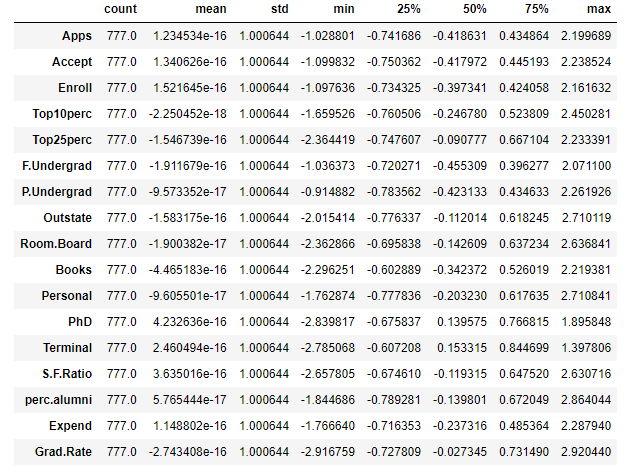 count mean std min 25% 50% 75% max
Apps 777.0 1.234534e-16 1.000644 -1.028801 -0.741686 -0.418631 0.434864 2.199689
Accept 777.0 1.340626e-16 1.000644 -1.099832 -0.750362 -0.417972 0.445193 2.238524
Enroll 777.0 1.521645e-16 1.000644 -1.097636 -0.734325 -0.397341 0.424058 2.161632
Top10perc 777.0 -2.250452e-18 1.000644 -1.659526 -0.760506 -0.246780 0.523809 2.450281
Top25perc 777.0 -1.546739e-16 1.000644 -2.364419 -0.747607 -0.090777 0.667104 2.233391
F.Undergrad 777.0 -1.911679e-16 1.000644 -1.036373 -0.720271 -0.455309 0.396277 2.071100
P.Undergrad 777.0 -9.573352e-17 1.000644 -0.914882 -0.783562 -0.423133 0.434633 2.261926
Outstate 777.0 -1.583175e-16 1.000644 -2.015414 -0.776337 -0.112014 0.618245 2.710119
Room.Board 777.0 -1.900382e-17 1.000644 -2.362866 -0.695838 -0.142609 0.637234 2.636841
Books 777.0 -4.465183e-16 1.000644 -2.296251 -0.602889 -0.342372 0.526019 2.219381
Personal 777.0 -9.605501e-17 1.000644 -1.762874 -0.777836 -0.203230 0.617635 2.710841
PhD 777.0 4.232636e-16 1.000644 -2.839817 -0.675837 0.139575 0.766815 1.895848
Terminal 777.0 2.460494e-16 1.000644 -2.785068 -0.607208 0.153315 0.844699 1.397806
S.F.Ratio 777.0 3.635016e-16 1.000644 -2.657805 -0.674610 -0.119315 0.647520 2.630716
perc.alumni 777.0 5.765444e-17 1.000644 -1.844686 -0.789281 -0.139801 0.672049 2.864044
Expend 777.0 1.148802e-16 1.000644 -1.766640 -0.716353 -0.237316 0.485364 2.287940
Grad.Rate 777.0 -2.743408e-16 1.000644 -2.916759 -0.727809 -0.027345 0.731490 2.920440